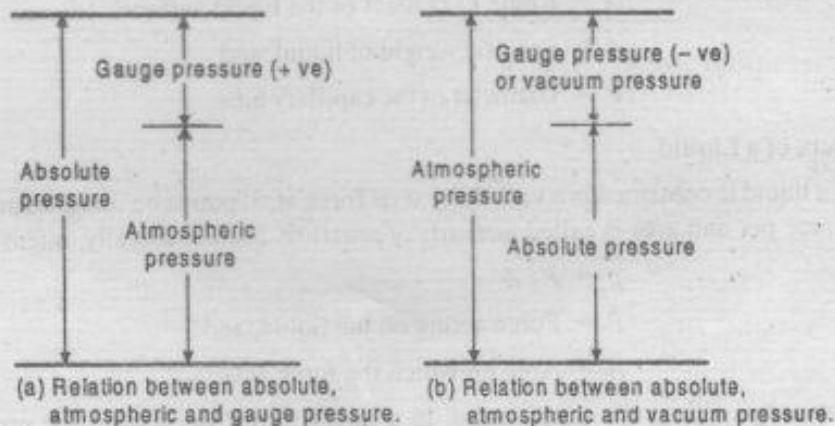 Gauge pressure (+ ve)
Absolute
pressure
Atmospheric
pressure
(a) Relation between absolute,
atmospheric and gauge pressure.
Gauge pressure (– ve)
or vacuum pressure
Atmospheric
pressure
Absolute pressure
(b) Relation between absolute,
atmospheric and vacuum pressure.